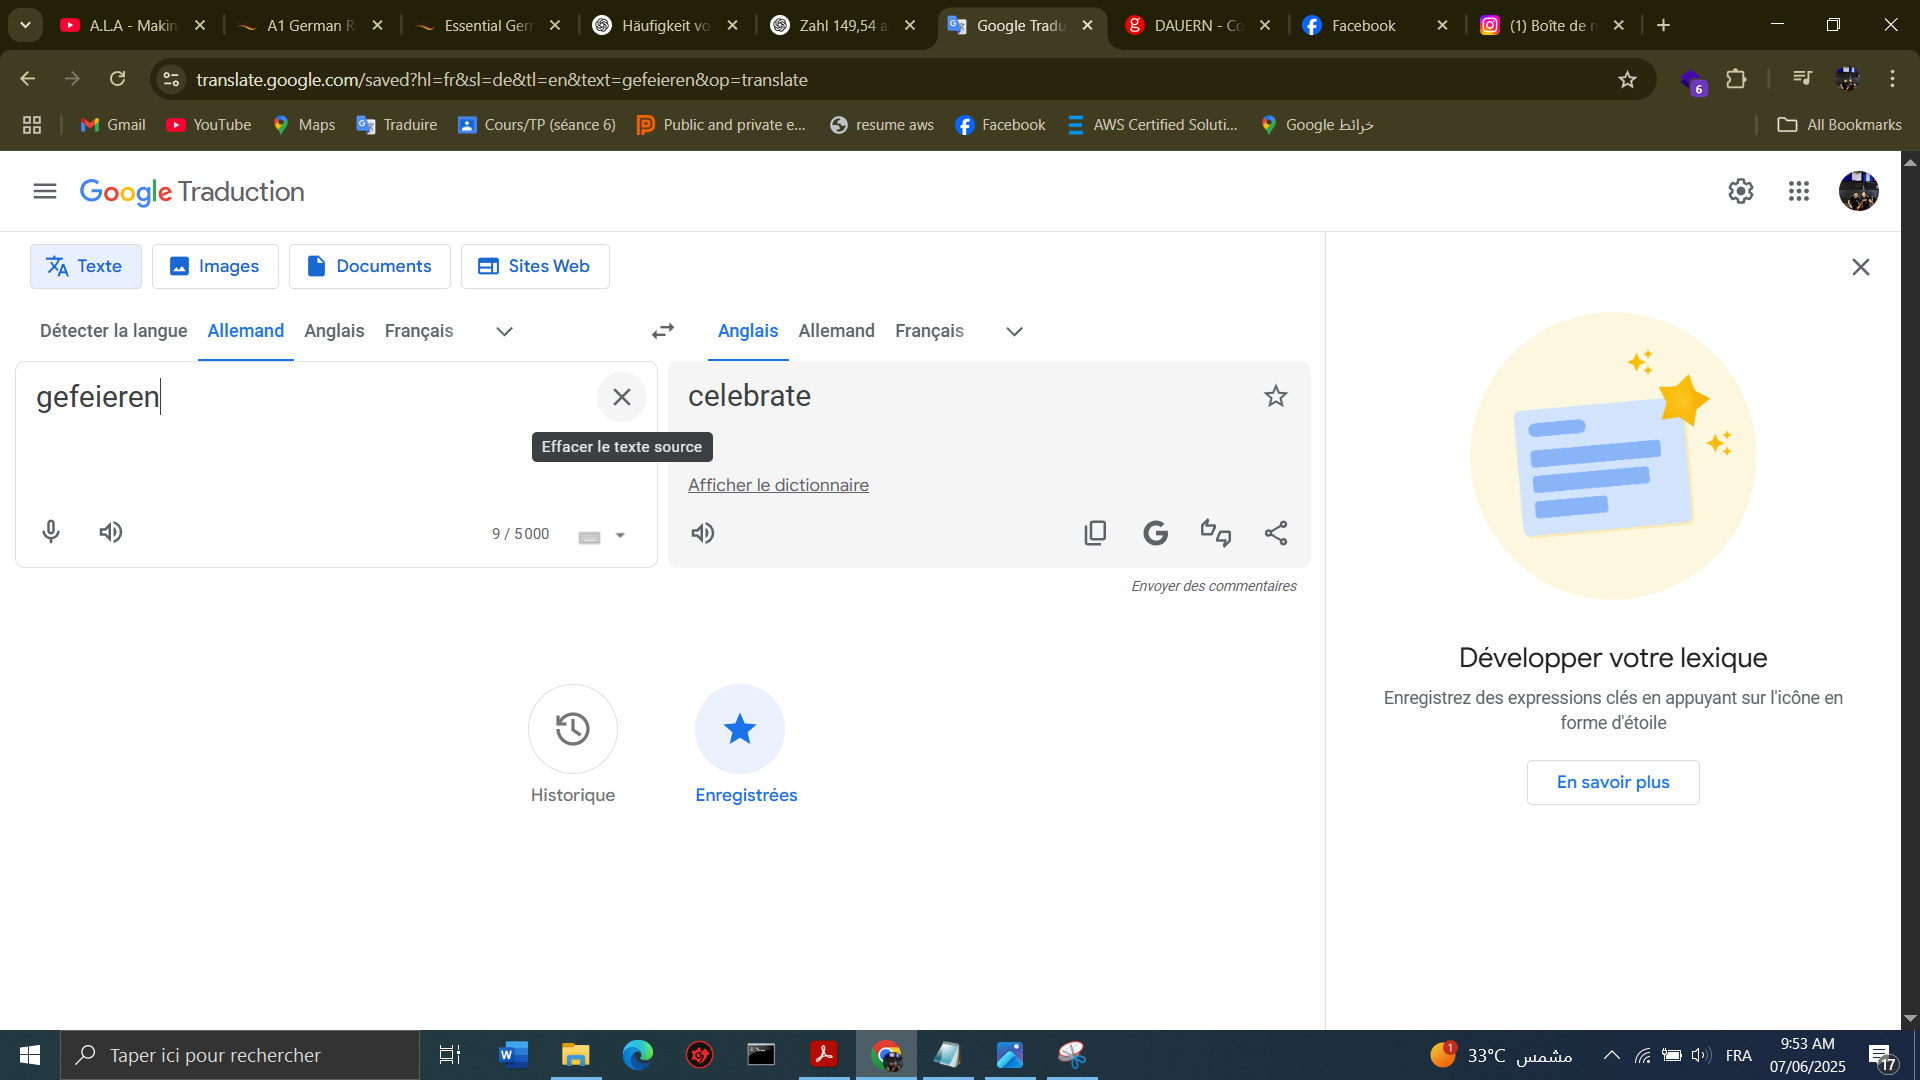 A.L.A - Makin
A1 German R
Essential Ger
Häufigkeit vo
Zahl 149,54 a
Google Tradu
DAUERN - Co
Facebook
(1) Boîte de r
translate.google.com/saved?hl=fr&sl=de&tl=en&text=gefeieren&op=translate
6
Gmail
YouTube
Maps
Traduire
Cours/TP (séance 6)
Public and private e...
resume aws
Facebook
AWS Certified Soluti...
Google خرائط
All Bookmarks
Google Traduction
Texte
Images
Documents
Sites Web
Détecter la langue
Allemand
Anglais
Français
Anglais
Allemand
Français
gefeieren
celebrate
Effacer le texte source
Afficher le dictionnaire
9 / 5 000
Envoyer des commentaires
Historique
Enregistrées
Développer votre lexique
Enregistrez des expressions clés en appuyant sur l'icône en
forme d'étoile
En savoir plus
Taper ici pour rechercher
1
33°C مشمس
FRA
9:53 AM
07/06/2025
17